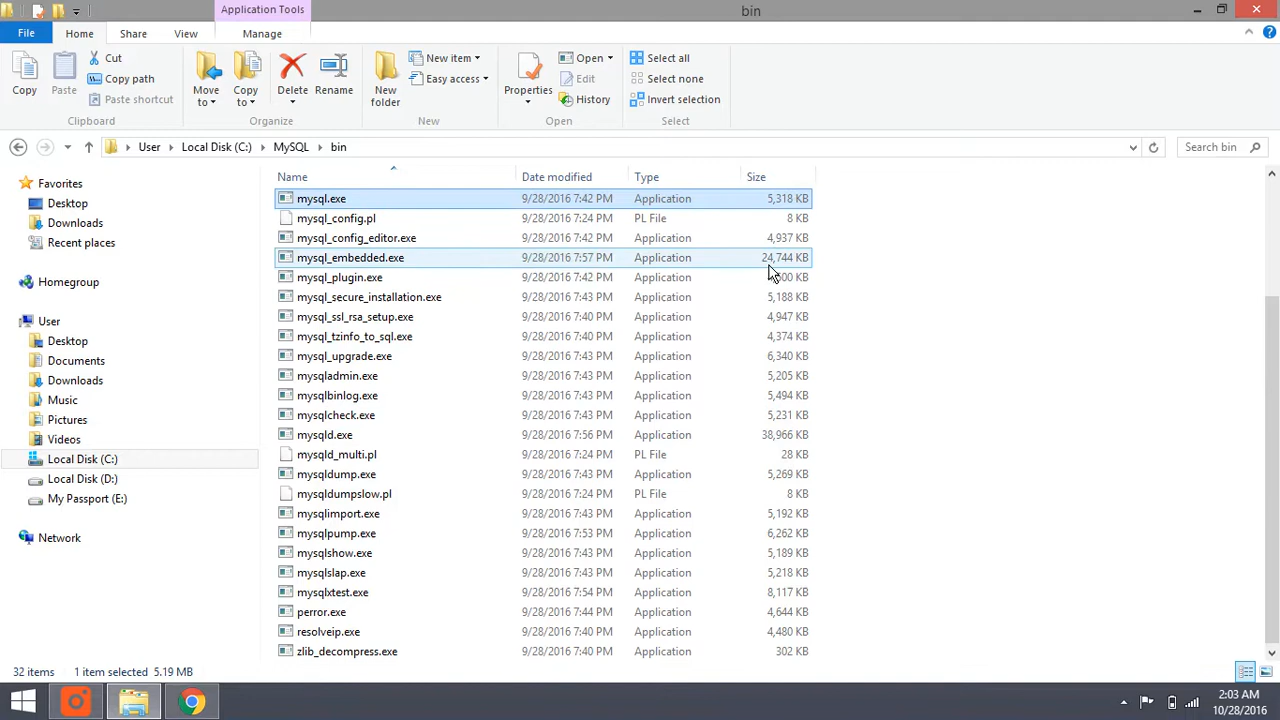 Application Tools
bin
File Home Share View Manage
Copy
Paste
Cut
Copy path
Paste shortcut
Clipboard
Move to
Copy to
Delete
Rename
Organize
New folder
New item
Easy access
New
Properties
Open
Edit
History
Open
Select all
Select none
Invert selection
Select
User Local Disk (C:) MySQL bin
Search bin
Favorites
Desktop
Downloads
Recent places
Homegroup
User
Desktop
Documents
Downloads
Music
Pictures
Videos
Local Disk (C:)
Local Disk (D:)
My Passport (E:)
Network
Name Date modified Type Size
mysql.exe 9/28/2016 7:42 PM Application 5,318 KB
mysql_config.pl 9/28/2016 7:24 PM PL File 8 KB
mysql_config_editor.exe 9/28/2016 7:42 PM Application 4,937 KB
mysql_embedded.exe 9/28/2016 7:57 PM Application 24,744 KB
mysql_plugin.exe 9/28/2016 7:42 PM Application KB
mysql_secure_installation.exe 9/28/2016 7:43 PM Application 5,188 KB
mysql_ssl_rsa_setup.exe 9/28/2016 7:40 PM Application 4,947 KB
mysql_tzinfo_to_sql.exe 9/28/2016 7:40 PM Application 4,374 KB
mysql_upgrade.exe 9/28/2016 7:43 PM Application 6,340 KB
mysqladmin.exe 9/28/2016 7:43 PM Application 5,205 KB
mysqlbinlog.exe 9/28/2016 7:43 PM Application 5,494 KB
mysqlcheck.exe 9/28/2016 7:43 PM Application 5,231 KB
mysqld.exe 9/28/2016 7:56 PM Application 38,966 KB
mysqld_multi.pl 9/28/2016 7:24 PM PL File 28 KB
mysqldump.exe 9/28/2016 7:43 PM Application 5,269 KB
mysqldumpslow.pl 9/28/2016 7:24 PM PL File 8 KB
mysqlimport.exe 9/28/2016 7:43 PM Application 5,192 KB
mysqlpump.exe 9/28/2016 7:53 PM Application 6,262 KB
mysqlshow.exe 9/28/2016 7:43 PM Application 5,189 KB
mysqlslap.exe 9/28/2016 7:43 PM Application 5,218 KB
mysqlxtest.exe 9/28/2016 7:54 PM Application 8,117 KB
perror.exe 9/28/2016 7:44 PM Application 4,644 KB
resolveip.exe 9/28/2016 7:40 PM Application 4,480 KB
zlib_decompress.exe 9/28/2016 7:40 PM Application 302 KB
32 items 1 item selected 5.19 MB
2:03 AM
10/28/2016